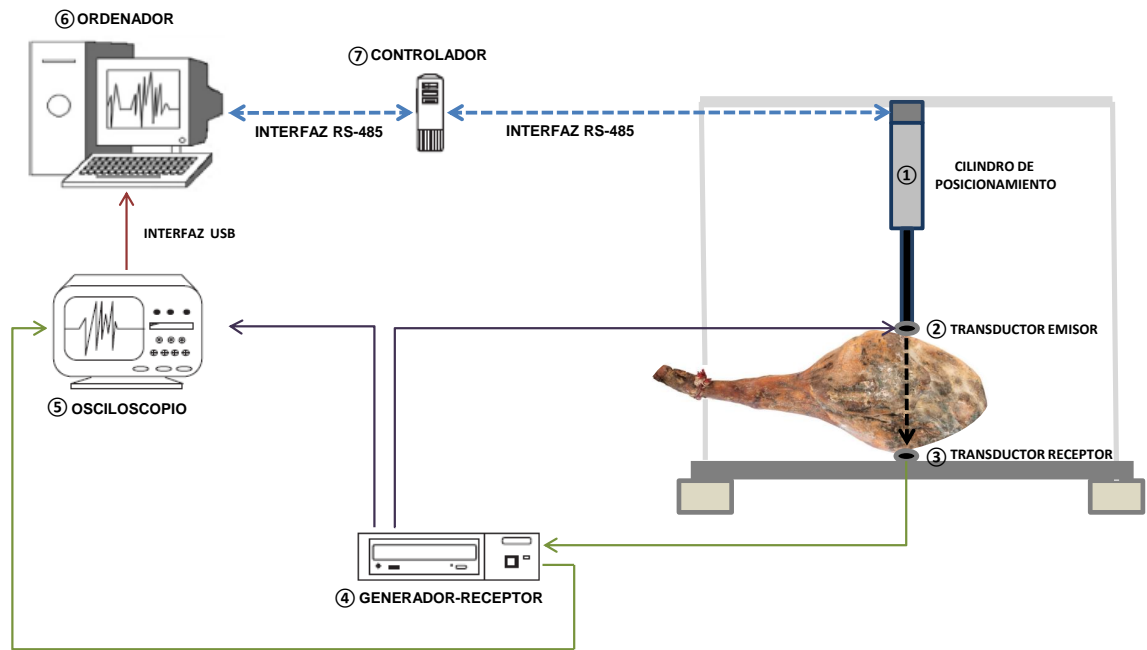 ⑥ ORDENADOR
⑦ CONTROLADOR
INTERFAZ RS-485
INTERFAZ RS-485
①
CILINDRO DE
POSICIONAMIENTO
INTERFAZ USB
② TRANSDUCTOR EMISOR
⑤ OSCILOSCOPIO
③ TRANSDUCTOR RECEPTOR
④ GENERADOR-RECEPTOR